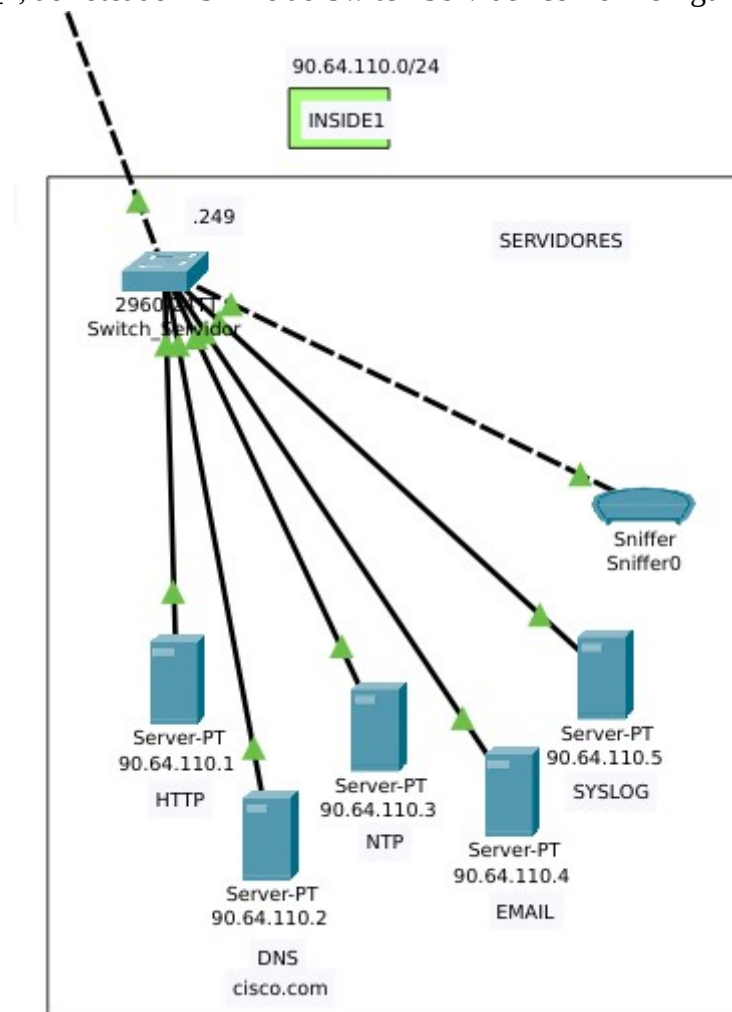 90.64.110.0/24
INSIDE1
.249
SERVIDORES
2960
Switch_Servidor
Sniffer
Sniffer0
Server-PT
90.64.110.1
HTTP
Server-PT
90.64.110.2
DNS
cisco.com
Server-PT
90.64.110.3
NTP
Server-PT
90.64.110.4
EMAIL
Server-PT
90.64.110.5
SYSLOG